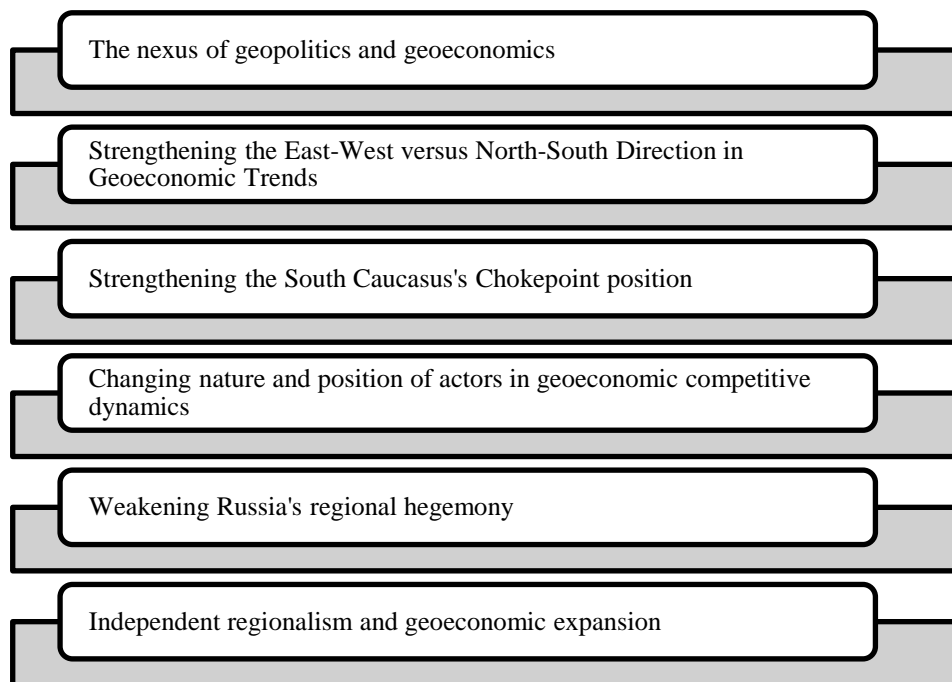 The nexus of geopolitics and geoeconomics
Strengthening the East-West versus North-South Direction in
Geoeconomic Trends
Strengthening the South Caucasus's Chokepoint position
Changing nature and position of actors in geoeconomic competitive
dynamics
Weakening Russia's regional hegemony
Independent regionalism and geoeconomic expansion